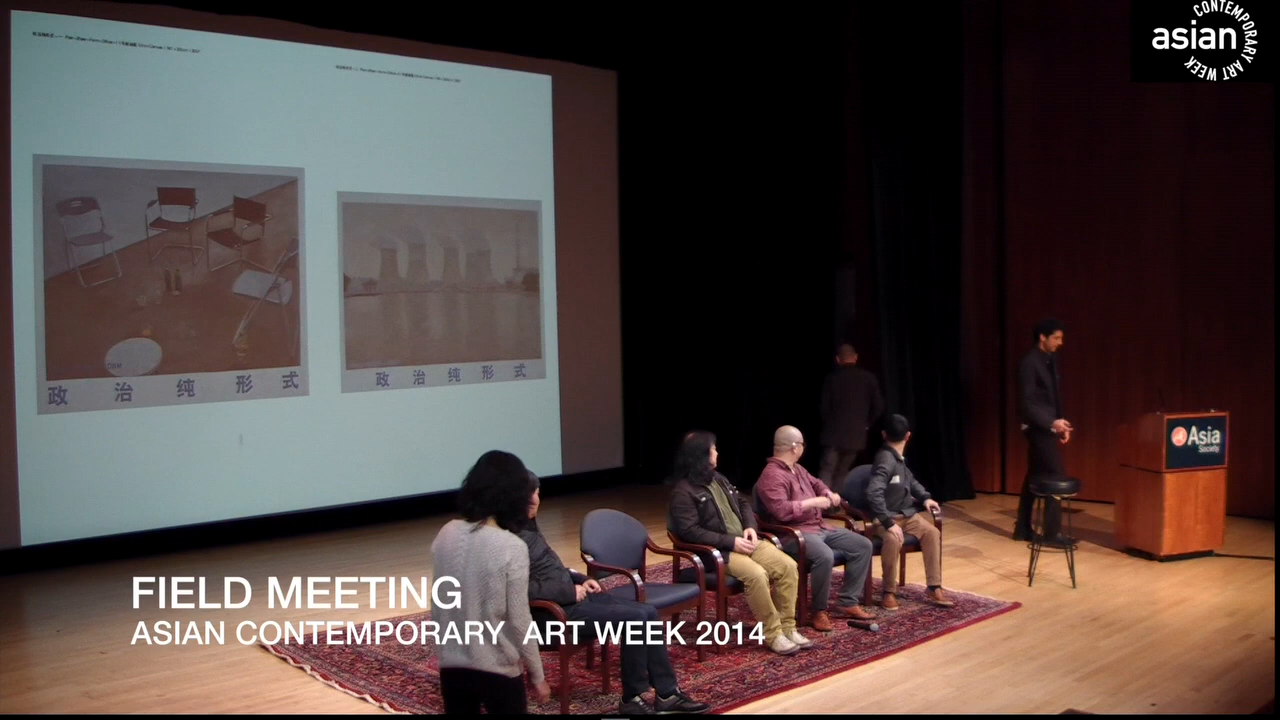 政治纯形式
政治纯形式
asian
CONTEMPORARY ART WEEK
Asia
Society
FIELD MEETING
ASIAN CONTEMPORARY ART WEEK 2014